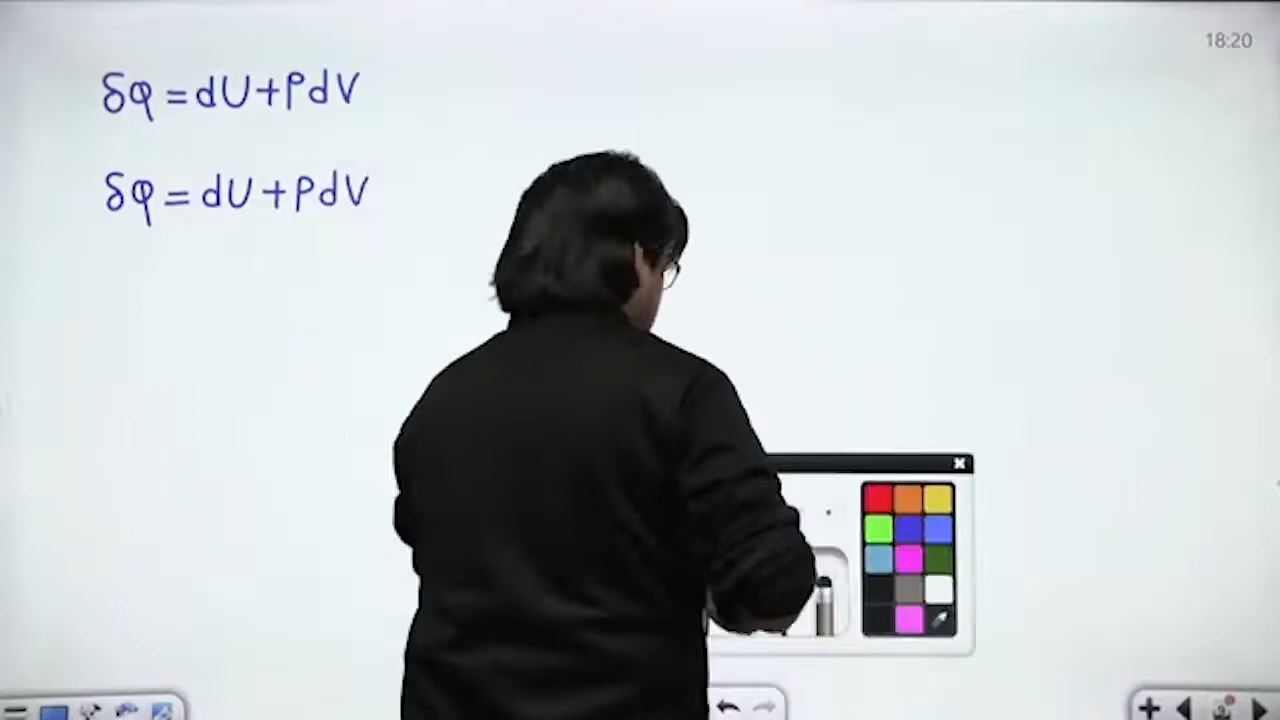 18:20
δQ = dU + PdV
δQ = dU + PdV